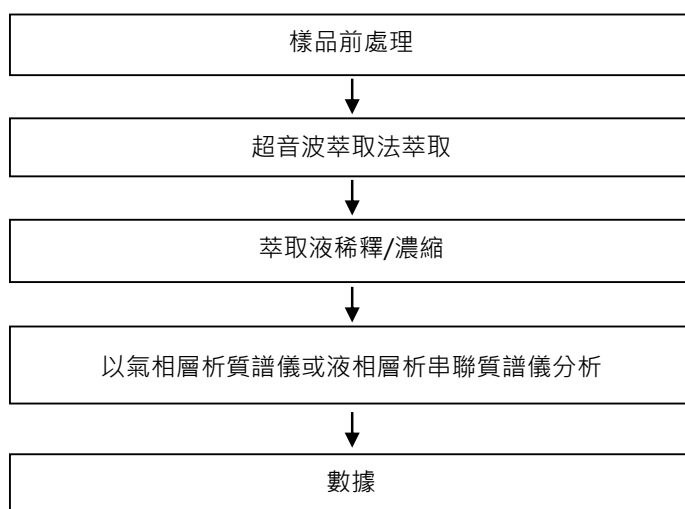 樣品前處理
超音波萃取法萃取
萃取液稀釋/濃縮
以氣相層析質譜儀或液相層析串聯質譜儀分析
數據